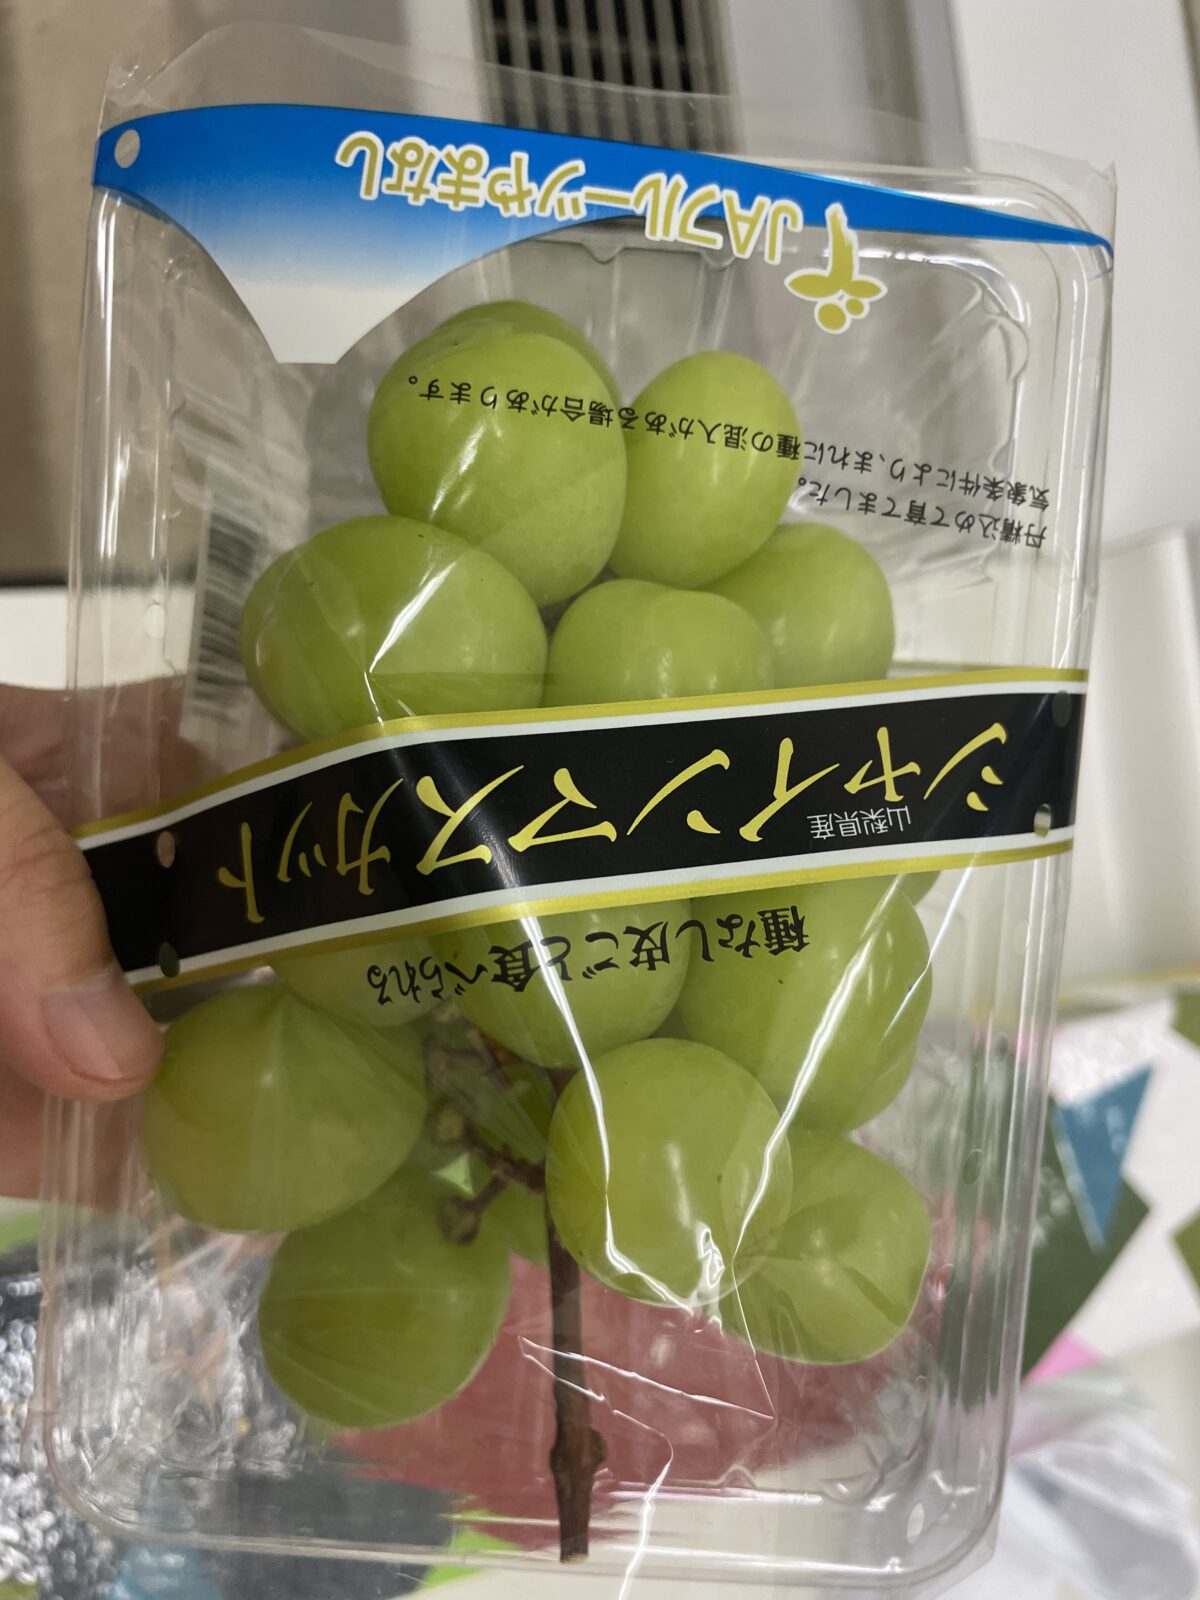 JAフルーツやまなし
丹精込めて育てました。
気象条件により、まれに種の混入がある場合があります。
山梨県産
シャインマスカット
種なし皮ごと食べられる